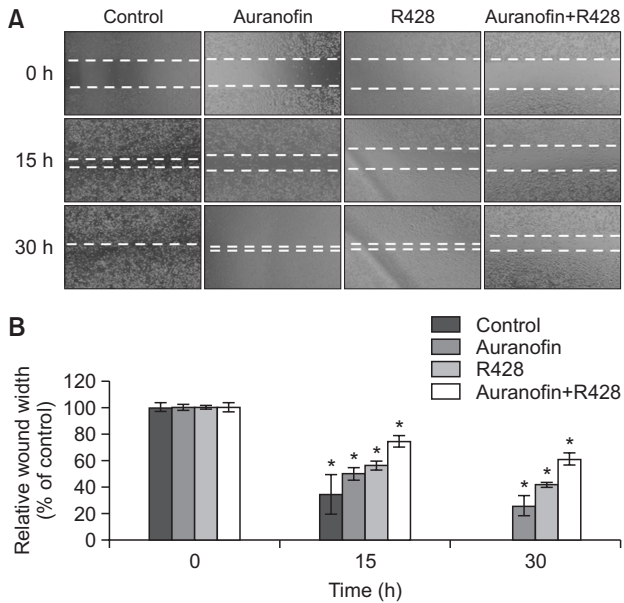 A
Control
Auranofin
R428
Auranofin+R428
0 h
15 h
30 h
B
Control
Auranofin
R428
Auranofin+R428
Relative wound width
(% of control)
120
100
80
60
40
20
0
* * * *
* * *
0
15
30
Time (h)